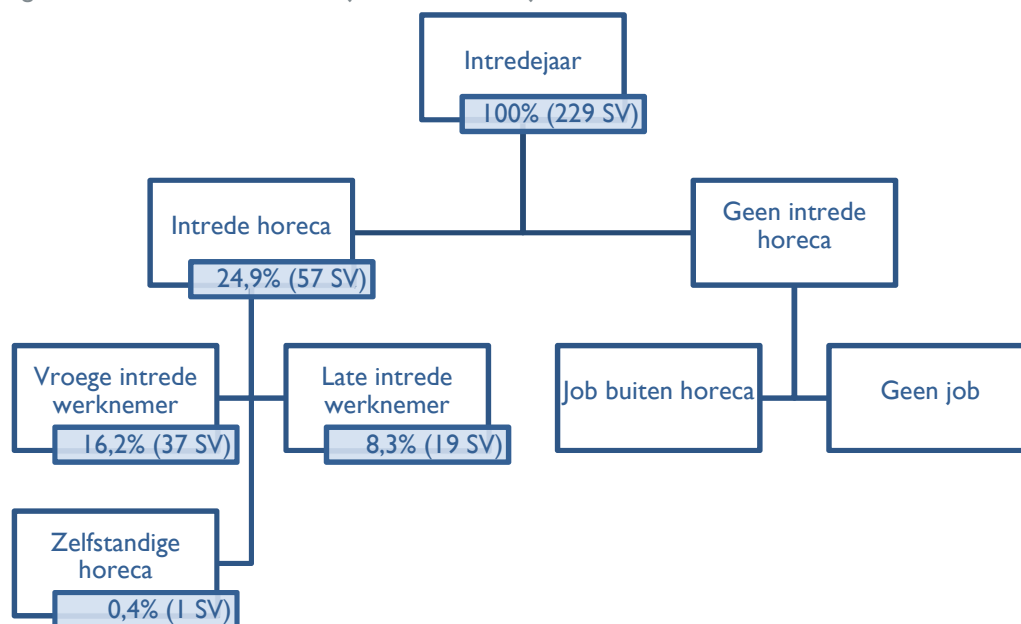 Intredejaar
100% (229 SV)
Intrede horeca
24,9% (57 SV)
Geen intrede
horeca
Vroege intrede
werknemer
16,2% (37 SV)
Late intrede
werknemer
8,3% (19 SV)
Job buiten horeca
Geen job
Zelfstandige
horeca
0,4% (1 SV)